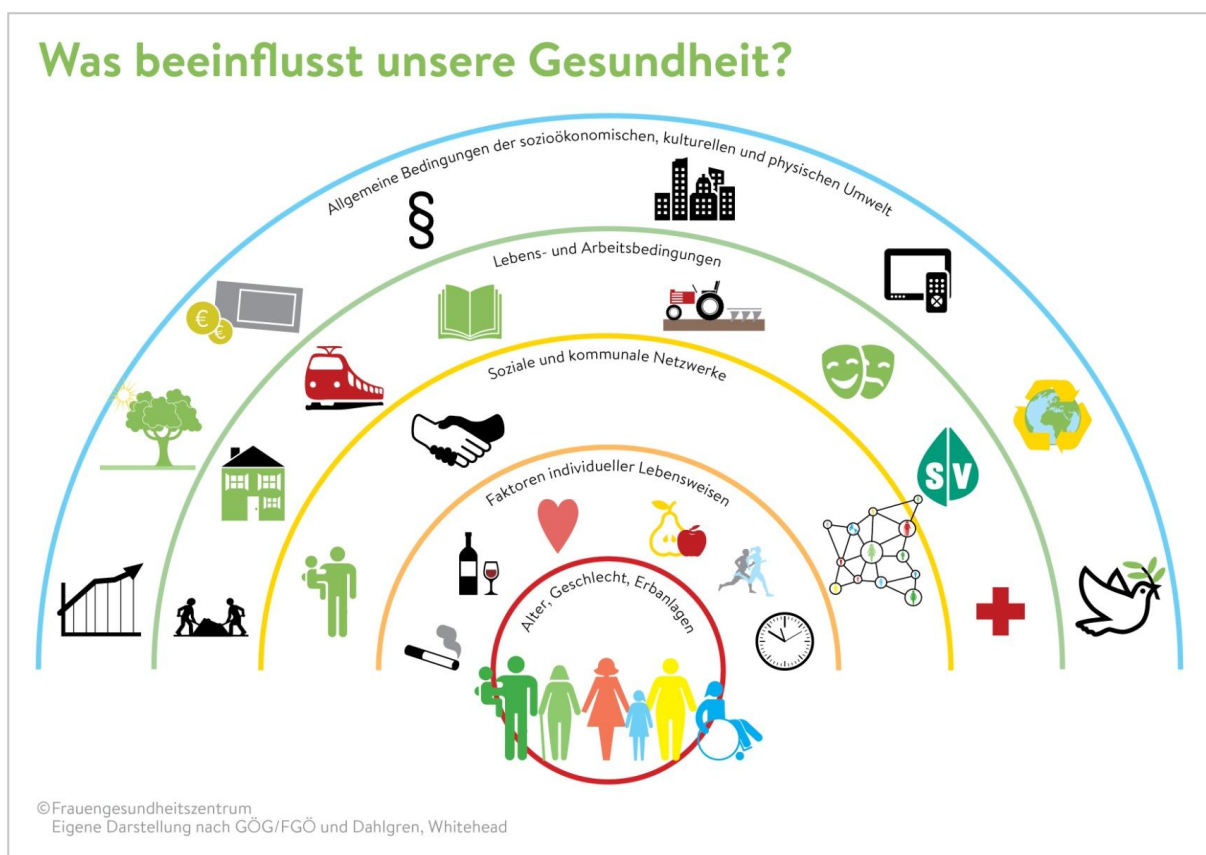 Was beeinflusst unsere Gesundheit?
Allgemeine Bedingungen der sozioökonomischen, kulturellen und physischen Umwelt
§
Lebens- und Arbeitsbedingungen
€
€
Soziale und kommunale Netzwerke
S V
Faktoren individueller Lebensweisen
Alter, Geschlecht, Erbanlagen
©Frauengesundheitszentrum
Eigene Darstellung nach GÖG/FGÖ und Dahlgren, Whitehead